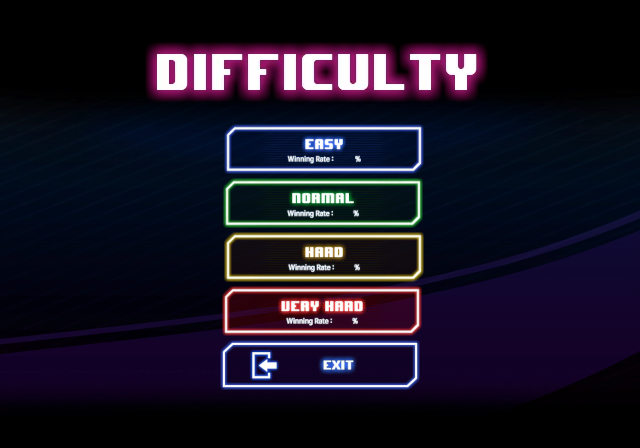 DIFFICULTY
EASY
Winning Rate : %
NORMAL
Winning Rate : %
HARD
Winning Rate : %
VERY HARD
Winning Rate : %
EXIT